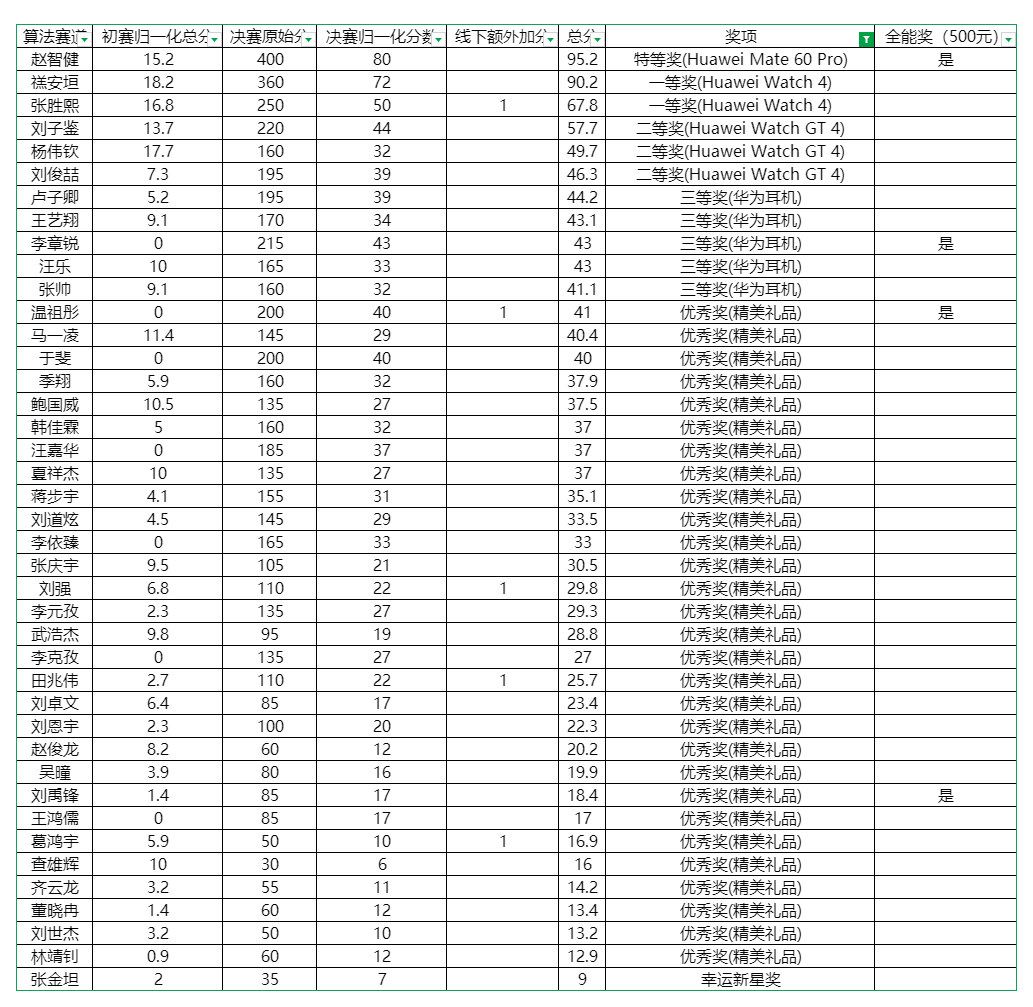 算法赛道 初赛归一化总分 决赛原始分 决赛归一化分数 线下额外加分 总分 奖项 全能奖（500元）
赵智健 15.2 400 80 95.2 特等奖(Huawei Mate 60 Pro) 是
禚安垣 18.2 360 72 90.2 一等奖(Huawei Watch 4)
张胜熙 16.8 250 50 1 67.8 一等奖(Huawei Watch 4)
刘子鉴 13.7 220 44 57.7 二等奖(Huawei Watch GT 4)
杨伟钦 17.7 160 32 49.7 二等奖(Huawei Watch GT 4)
刘俊喆 7.3 195 39 46.3 二等奖(Huawei Watch GT 4)
卢子卿 5.2 195 39 44.2 三等奖(华为耳机)
王艺翔 9.1 170 34 43.1 三等奖(华为耳机)
李章锐 0 215 43 43 三等奖(华为耳机) 是
汪乐 10 165 33 43 三等奖(华为耳机)
张帅 9.1 160 32 41.1 三等奖(华为耳机)
温祖彤 0 200 40 1 41 优秀奖(精美礼品) 是
马一凌 11.4 145 29 40.4 优秀奖(精美礼品)
于斐 0 200 40 40 优秀奖(精美礼品)
季翔 5.9 160 32 37.9 优秀奖(精美礼品)
鲍国威 10.5 135 27 37.5 优秀奖(精美礼品)
韩佳霖 5 160 32 37 优秀奖(精美礼品)
汪嘉华 0 185 37 37 优秀奖(精美礼品)
夏祥杰 10 135 27 37 优秀奖(精美礼品)
蒋步宇 4.1 155 31 35.1 优秀奖(精美礼品)
刘道炫 4.5 145 29 33.5 优秀奖(精美礼品)
李依臻 0 165 33 33 优秀奖(精美礼品)
张庆宇 9.5 105 21 30.5 优秀奖(精美礼品)
刘强 6.8 110 22 1 29.8 优秀奖(精美礼品)
李元孜 2.3 135 27 29.3 优秀奖(精美礼品)
武浩杰 9.8 95 19 28.8 优秀奖(精美礼品)
李克孜 0 135 27 27 优秀奖(精美礼品)
田兆伟 2.7 110 22 1 25.7 优秀奖(精美礼品)
刘卓文 6.4 85 17 23.4 优秀奖(精美礼品)
刘恩宇 2.3 100 20 22.3 优秀奖(精美礼品)
赵俊龙 8.2 60 12 20.2 优秀奖(精美礼品)
吴曈 3.9 80 16 19.9 优秀奖(精美礼品)
刘禹锋 1.4 85 17 18.4 优秀奖(精美礼品) 是
王鸿儒 0 85 17 17 优秀奖(精美礼品)
葛鸿宇 5.9 50 10 1 16.9 优秀奖(精美礼品)
查雄辉 10 30 6 16 优秀奖(精美礼品)
齐云龙 3.2 55 11 14.2 优秀奖(精美礼品)
董晓冉 1.4 60 12 13.4 优秀奖(精美礼品)
刘世杰 3.2 50 10 13.2 优秀奖(精美礼品)
林靖钊 0.9 60 12 12.9 优秀奖(精美礼品)
张金坦 2 35 7 9 幸运新星奖